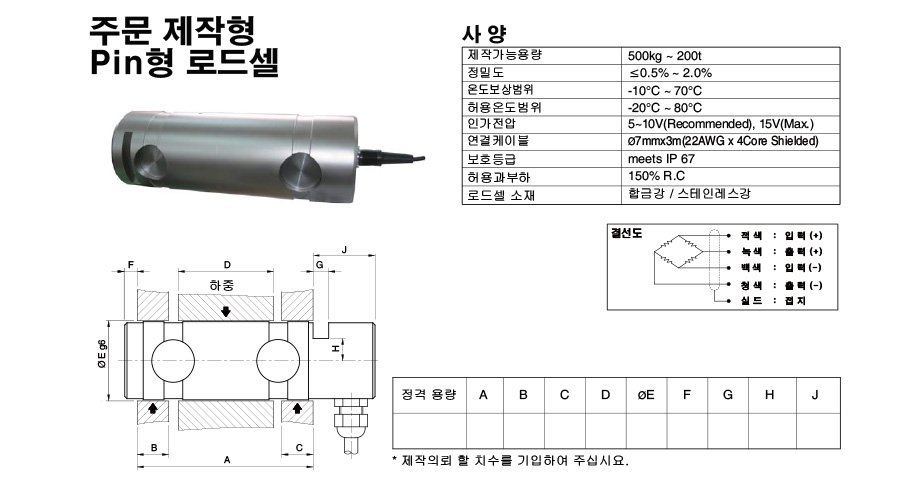 주문 제작형
Pin형 로드셀
사 양
제작가능용량 500kg ~ 200t
정밀도 ≤0.5% ~ 2.0%
온도보상범위 -10°C ~ 70°C
허용온도범위 -20°C ~ 80°C
인가전압 5~10V(Recommended), 15V(Max.)
연결케이블 Ø7mmx3m(22AWG x 4Core Shielded)
보호등급 meets IP 67
허용과부하 150% R.C
로드셀 소재 합금강 / 스테인레스강
결선도
적색 : 입력(+)
녹색 : 출력(+)
백색 : 입력(-)
청색 : 출력(-)
실드 : 접지
J
F D G
하중
ØE g6
H
B C
A
정격 용량 A B C D øE F G H J
* 제작의뢰 할 치수를 기입하여 주십시요.